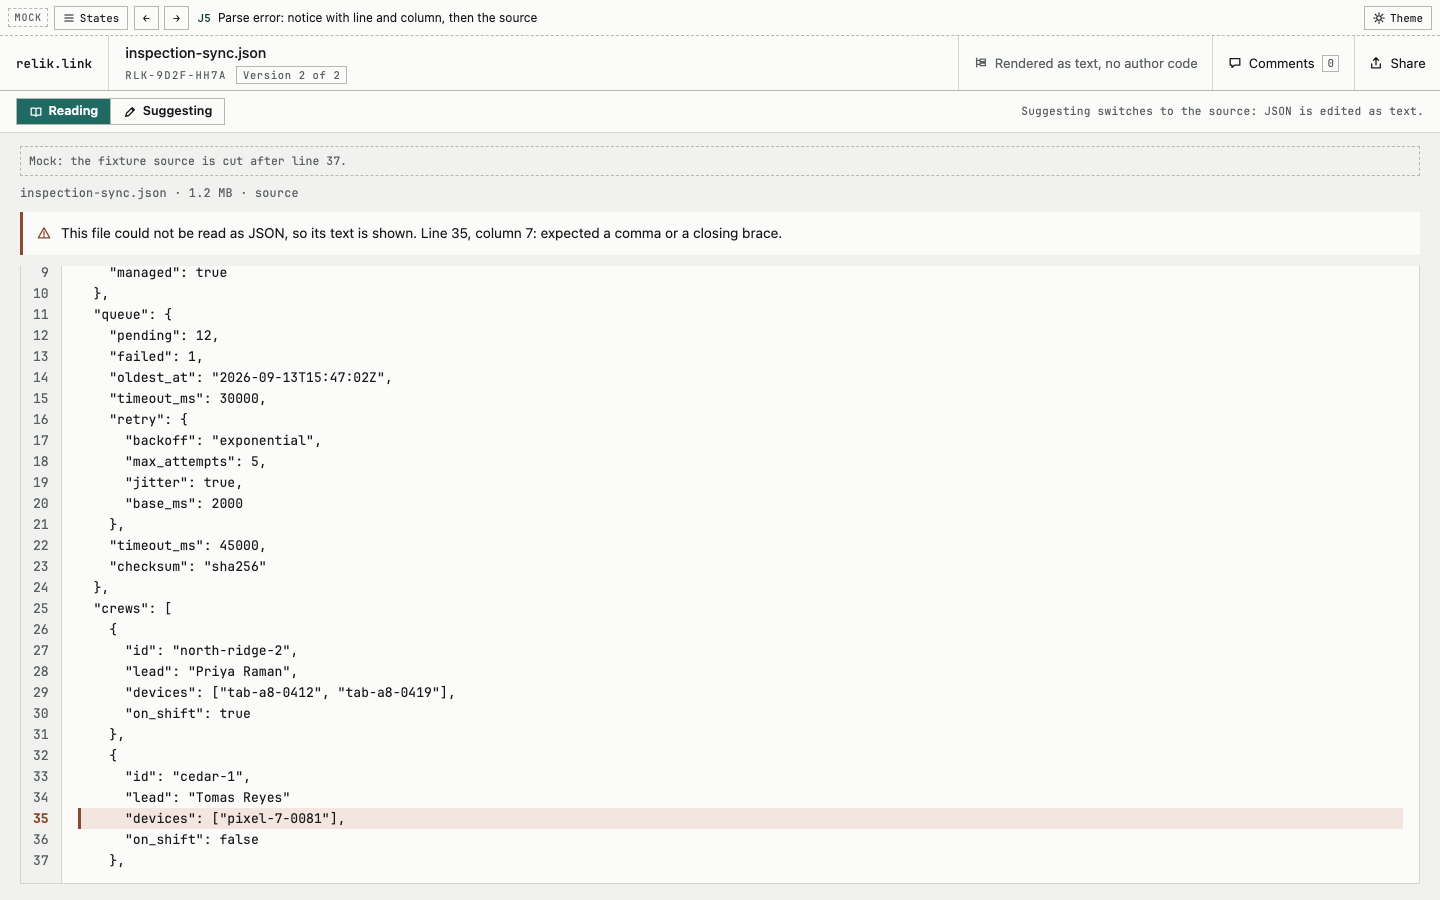 MOCK States ← → J5 Parse error: notice with line and column, then the source Theme
relik.link
inspection-sync.json
RLK-9D2F-HH7A Version 2 of 2
Rendered as text, no author code
Comments 0
Share
Reading Suggesting
Suggesting switches to the source: JSON is edited as text.
Mock: the fixture source is cut after line 37.
inspection-sync.json · 1.2 MB · source
This file could not be read as JSON, so its text is shown. Line 35, column 7: expected a comma or a closing brace.
9 "managed": true
10 },
11 "queue": {
12 "pending": 12,
13 "failed": 1,
14 "oldest_at": "2026-09-13T15:47:02Z",
15 "timeout_ms": 30000,
16 "retry": {
17 "backoff": "exponential",
18 "max_attempts": 5,
19 "jitter": true,
20 "base_ms": 2000
21 },
22 "timeout_ms": 45000,
23 "checksum": "sha256"
24 },
25 "crews": [
26 {
27 "id": "north-ridge-2",
28 "lead": "Priya Raman",
29 "devices": ["tab-a8-0412", "tab-a8-0419"],
30 "on_shift": true
31 },
32 {
33 "id": "cedar-1",
34 "lead": "Tomas Reyes"
35 "devices": ["pixel-7-0081"],
36 "on_shift": false
37 },